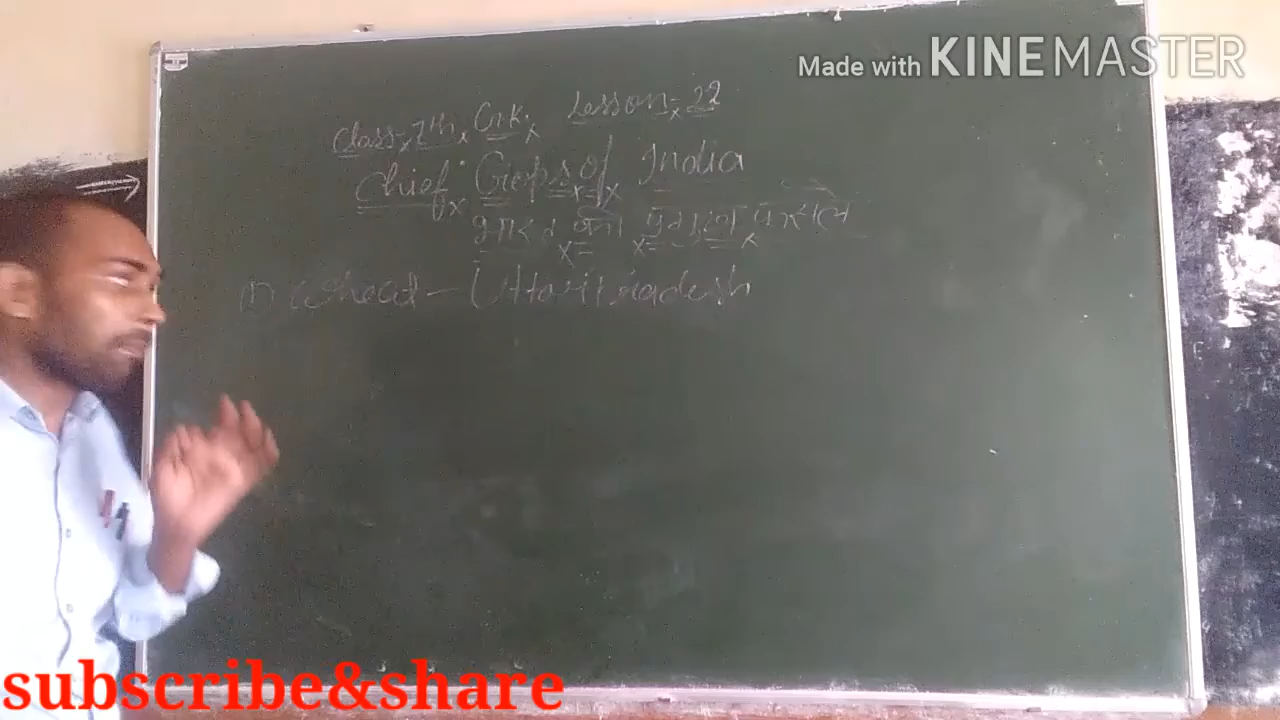 Made with KINEMASTER
Class- 7th G.K. Lesson-22
Chief Crops of India
भारत की प्रमुख फसलें
(1) Wheat - Uttar Pradesh
subscribe&share